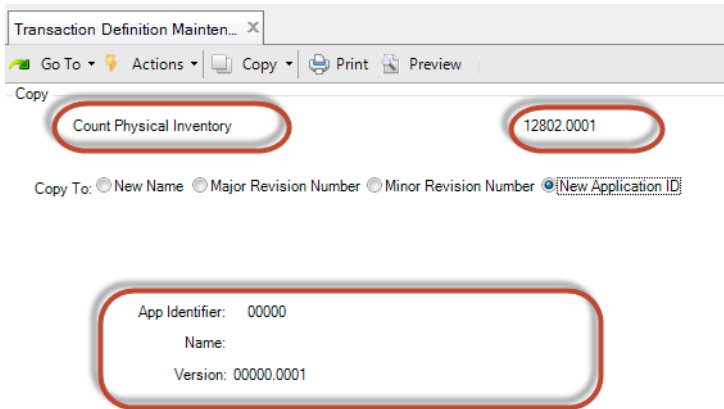 Transaction Definition Mainten... X
Go To Actions Copy Print Preview
Copy
Count Physical Inventory 12802.0001
Copy To: New Name Major Revision Number Minor Revision Number New Application ID
App Identifier: 00000
Name:
Version: 00000.0001